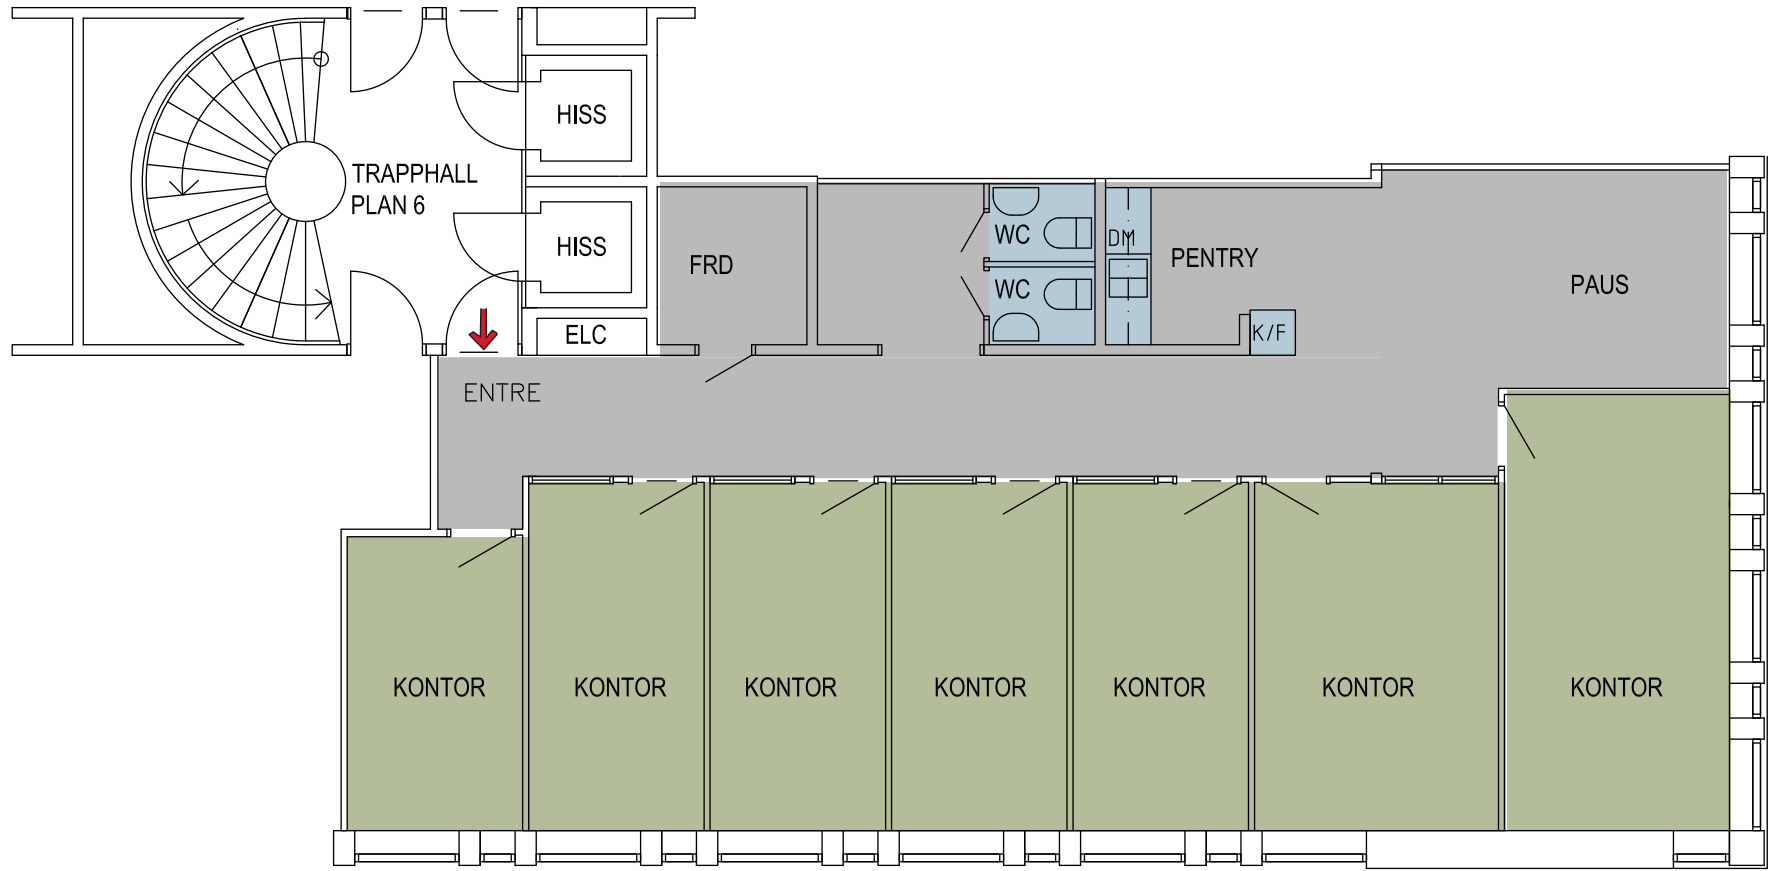 HISS
TRAPPHALL
PLAN 6
HISS
ELC
FRD
WC
WC
DM
PENTRY
K/F
PAUS
ENTRE
KONTOR
KONTOR
KONTOR
KONTOR
KONTOR
KONTOR
KONTOR